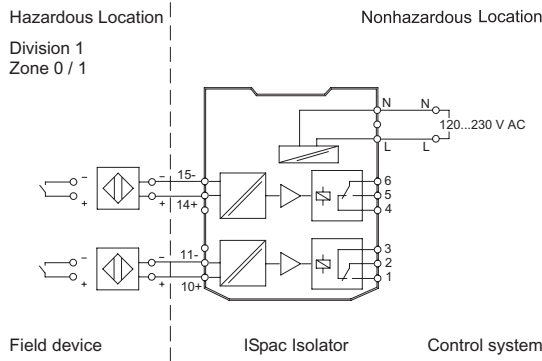 Hazardous Location
Nonhazardous Location
Division 1
Zone 0 / 1
N
N
120...230 V AC
L
L
−
−
15-
6
5
+
+
14+
4
3
−
−
11-
2
+
+
10+
1
Field device
ISpac Isolator
Control system